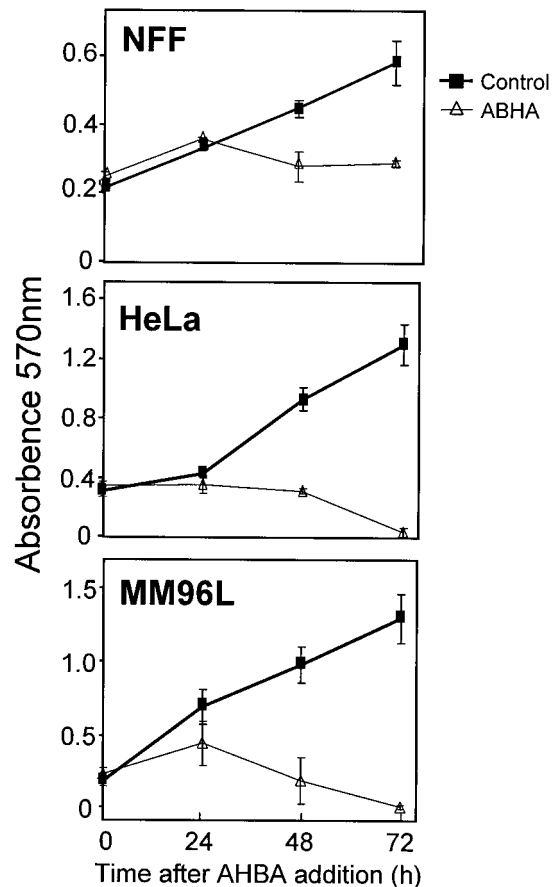 NFF
0.6
0.4
0.2
0
Control
ABHA
Absorbence 570nm
HeLa
1.6
1.2
0.8
0.4
0
MM96L
1.5
1.0
0.5
0
0 24 48 72
Time after AHBA addition (h)